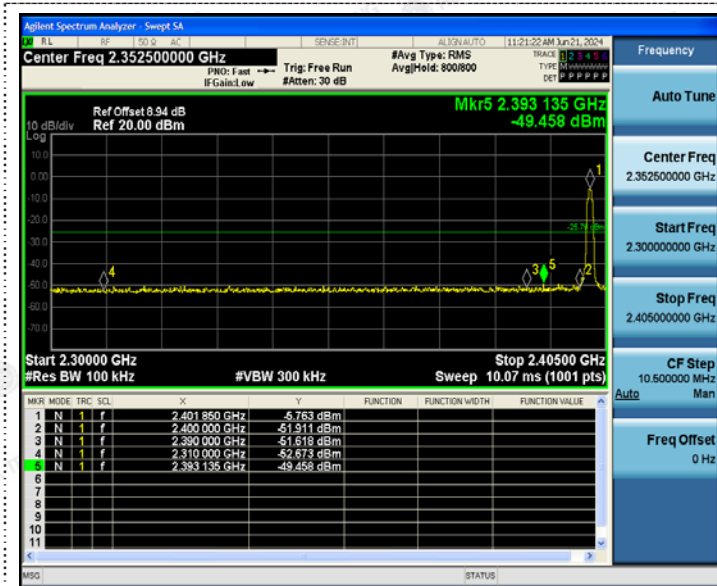 Agilent Spectrum Analyzer - Swept SA
RL RF 50 Ω AC SENSE:INT ALIGN AUTO 11:21:22 AM Jun 21, 2024
Center Freq 2.352500000 GHz
PNO: Fast
IFGain:Low
Trig: Free Run
#Atten: 30 dB
#Avg Type: RMS
Avg|Hold: 800/800
TRACE 1 2 3 4 5 6
TYPE M
DET P P P P P P
Ref Offset 8.94 dB
Ref 20.00 dBm
10 dB/div
Log
Mkr5 2.393 135 GHz
-49.458 dBm
10.0
0.00
-10.0
-20.0
-30.0
-40.0
-50.0
-60.0
-70.0
1
4
3
5
2
Start 2.30000 GHz
Stop 2.40500 GHz
#Res BW 100 kHz
#VBW 300 kHz
Sweep 10.07 ms (1001 pts)
MKR MODE TRC SCL X Y FUNCTION FUNCTION WIDTH FUNCTION VALUE
1 N 1 f 2.401 850 GHz -5.763 dBm
2 N 1 f 2.400 000 GHz -51.911 dBm
3 N 1 f 2.390 000 GHz -51.618 dBm
4 N 1 f 2.310 000 GHz -52.673 dBm
5 N 1 f 2.393 135 GHz -49.458 dBm
6
7
8
9
10
11
MSG
STATUS
Frequency
Auto Tune
Center Freq
2.352500000 GHz
Start Freq
2.300000000 GHz
Stop Freq
2.405000000 GHz
CF Step
10.500000 MHz
Auto Man
Freq Offset
0 Hz